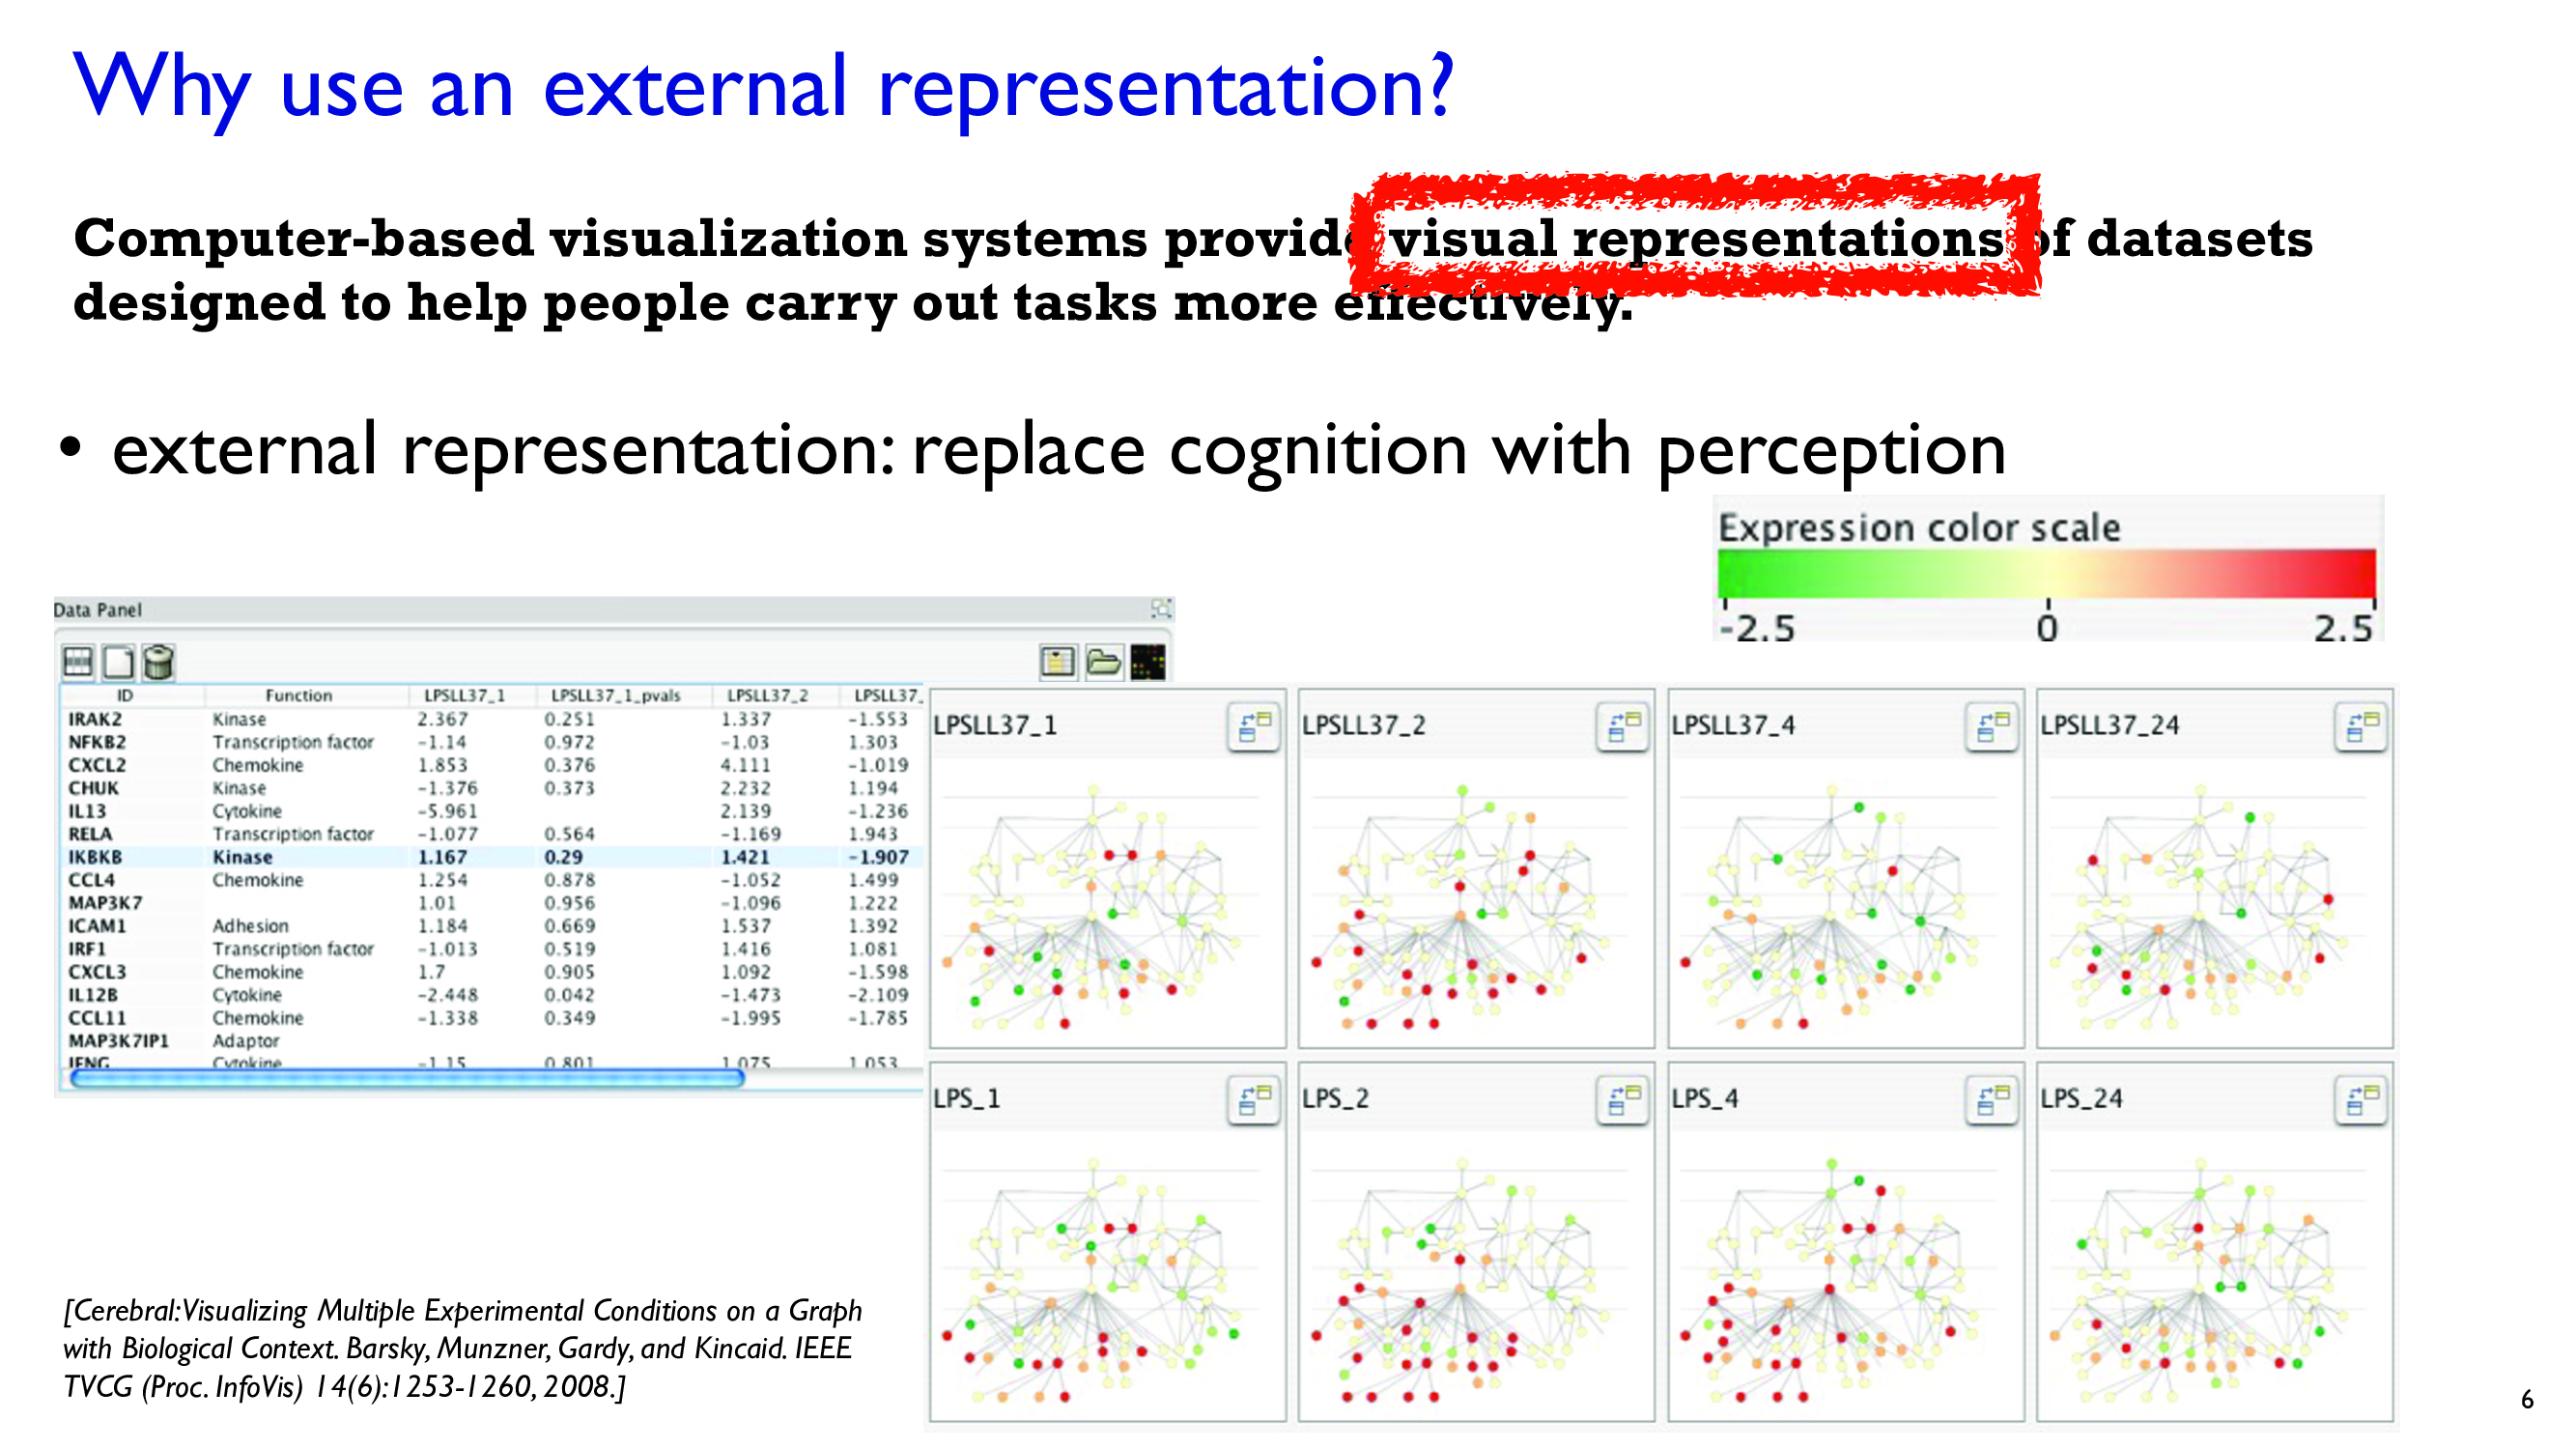 Why use an external representation?
Computer-based visualization systems provide visual representations of datasets
designed to help people carry out tasks more effectively.
• external representation: replace cognition with perception
Expression color scale
-2.5 0 2.5
Data Panel
ID Function LPSLL37_1 LPSLL37_1_pvals LPSLL37_2 LPSLL37_
IRAK2 Kinase 2.367 0.251 1.337 -1.553
NFKB2 Transcription factor -1.14 0.972 -1.03 1.303
CXCL2 Chemokine 1.853 0.376 4.111 -1.019
CHUK Kinase -1.376 0.373 2.232 1.194
IL13 Cytokine -5.961 2.139 -1.236
RELA Transcription factor -1.077 0.564 -1.169 1.943
IKBKB Kinase 1.167 0.29 1.421 -1.907
CCL4 Chemokine 1.254 0.878 -1.052 1.499
MAP3K7 1.01 0.956 -1.096 1.222
ICAM1 Adhesion 1.184 0.669 1.537 1.392
IRF1 Transcription factor -1.013 0.519 1.416 1.081
CXCL3 Chemokine 1.7 0.905 1.092 -1.598
IL12B Cytokine -2.448 0.042 -1.473 -2.109
CCL11 Chemokine -1.338 0.349 -1.995 -1.785
MAP3K7IP1 Adaptor
IFNG Cytokine -1.15 0.801 1.075 1.053
LPSLL37_1 LPSLL37_2 LPSLL37_4 LPSLL37_24
LPS_1 LPS_2 LPS_4 LPS_24
[Cerebral:Visualizing Multiple Experimental Conditions on a Graph
with Biological Context. Barsky, Munzner, Gardy, and Kincaid. IEEE
TVCG (Proc. InfoVis) 14(6):1253-1260, 2008.]
6